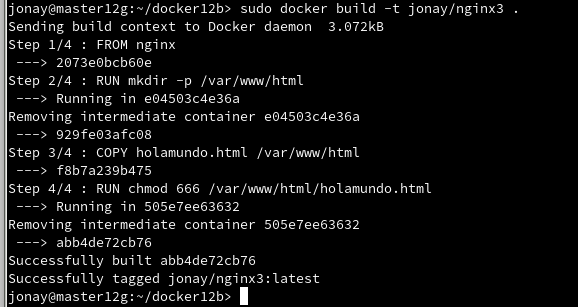 jonay@master12g:~/docker12b> sudo docker build -t jonay/nginx3 .
Sending build context to Docker daemon  3.072kB
Step 1/4 : FROM nginx
 ---> 2073e0bcb60e
Step 2/4 : RUN mkdir -p /var/www/html
 ---> Running in e04503c4e36a
Removing intermediate container e04503c4e36a
 ---> 929fe03afc08
Step 3/4 : COPY holamundo.html /var/www/html
 ---> f8b7a239b475
Step 4/4 : RUN chmod 666 /var/www/html/holamundo.html
 ---> Running in 505e7ee63632
Removing intermediate container 505e7ee63632
 ---> abb4de72cb76
Successfully built abb4de72cb76
Successfully tagged jonay/nginx3:latest
jonay@master12g:~/docker12b>